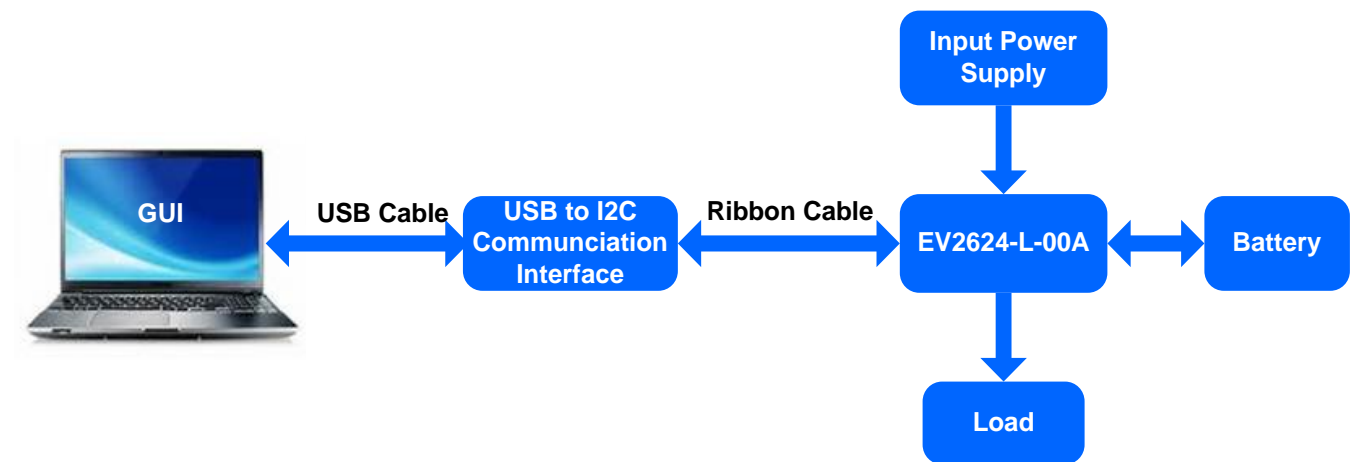 Input Power
Supply
GUI
USB Cable
USB to I2C
Communciation
Interface
Ribbon Cable
EV2624-L-00A
Battery
Load